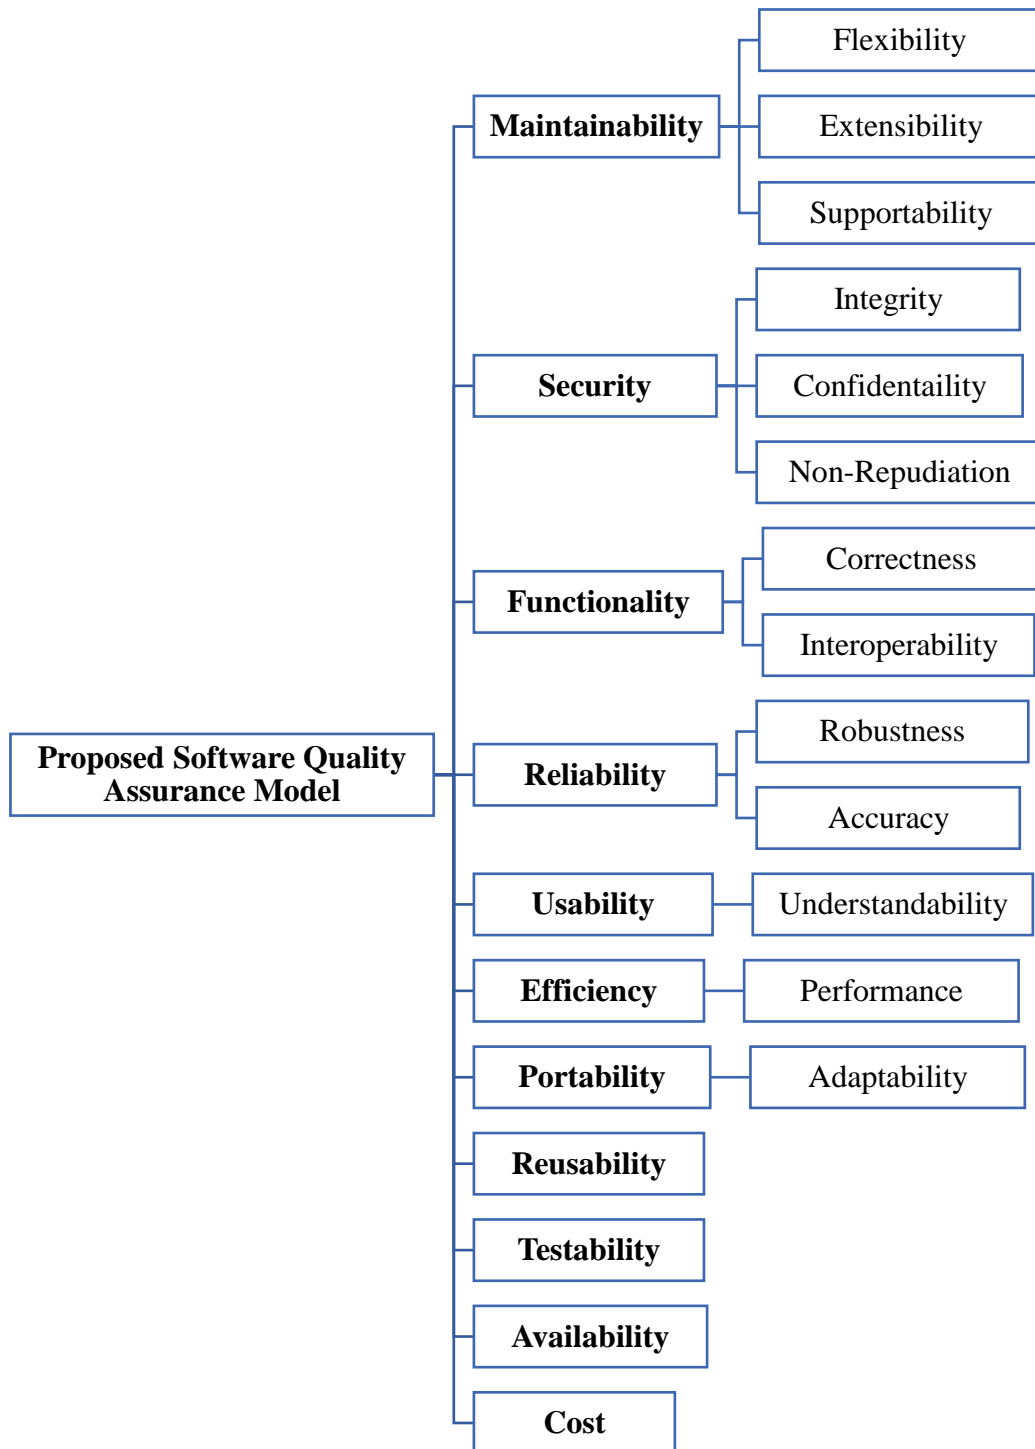 Proposed Software Quality
Assurance Model
Maintainability
Flexibility
Extensibility
Supportability
Security
Integrity
Confidentaility
Non-Repudiation
Functionality
Correctness
Interoperability
Reliability
Robustness
Accuracy
Usability
Understandability
Efficiency
Performance
Portability
Adaptability
Reusability
Testability
Availability
Cost